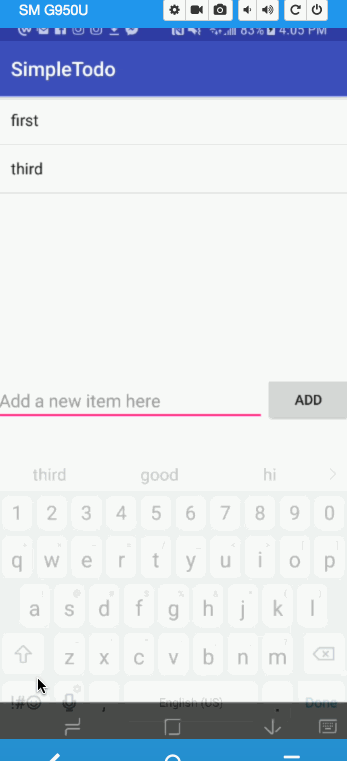 SM G950U
83% 4:05 PM
SimpleTodo
first
third
Add a new item here
ADD
third good hi
1 2 3 4 5 6 7 8 9 0
q w e r t y u i o p
a s d f g h j k l
z x c v b n m
!#☺ , English (US) . Done